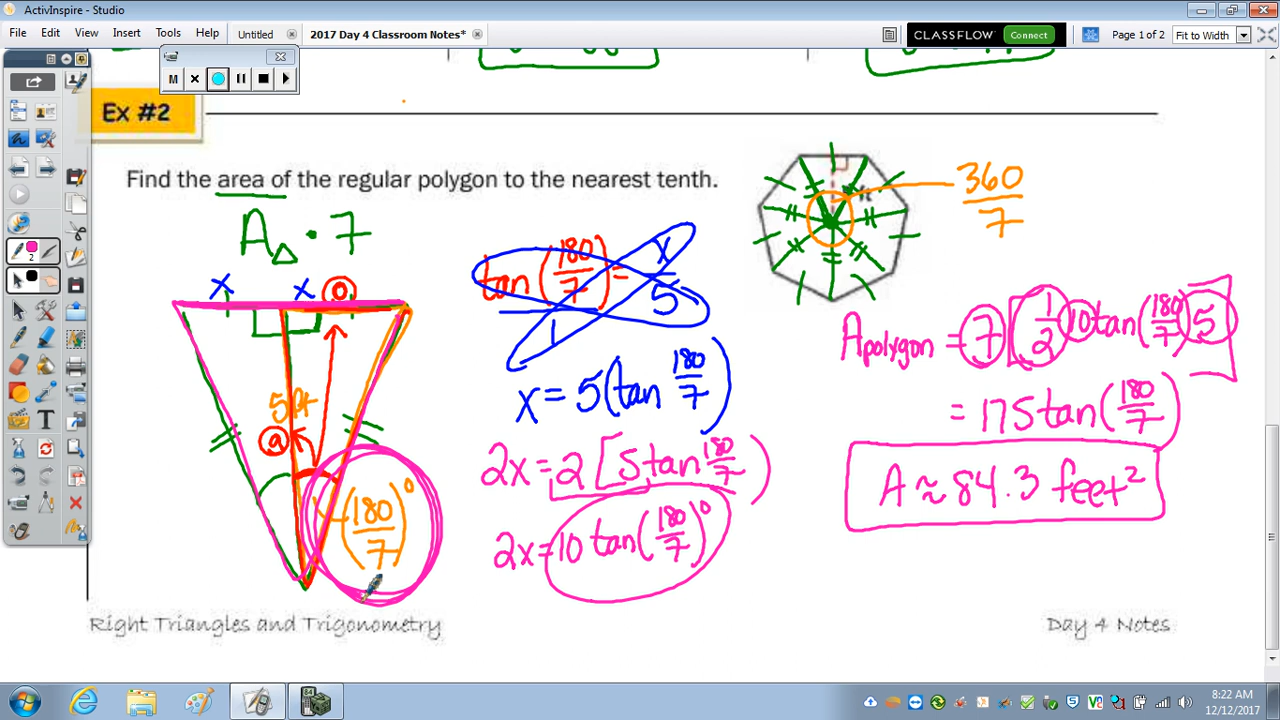 ActivInspire - Studio
File Edit View Insert Tools Help Untitled 2017 Day 4 Classroom Notes* CLASSFLOW Connect Page 1 of 2 Fit to Width
M
Ex #2
Find the area of the regular polygon to the nearest tenth.
A△ • 7
360/7
ft
x x o
5 ft
a
(180/7)°
tan(180/7) = x/5
1
x = 5(tan 180/7)
2x = 2[5tan 180/7)
2x = 10 tan(180/7)°
Apolygon = 7[1/2 10tan(180/7)5]
= 175 tan(180/7)
A ≈ 84.3 feet²
Right Triangles and Trigonometry
Day 4 Notes
8:22 AM
12/12/2017